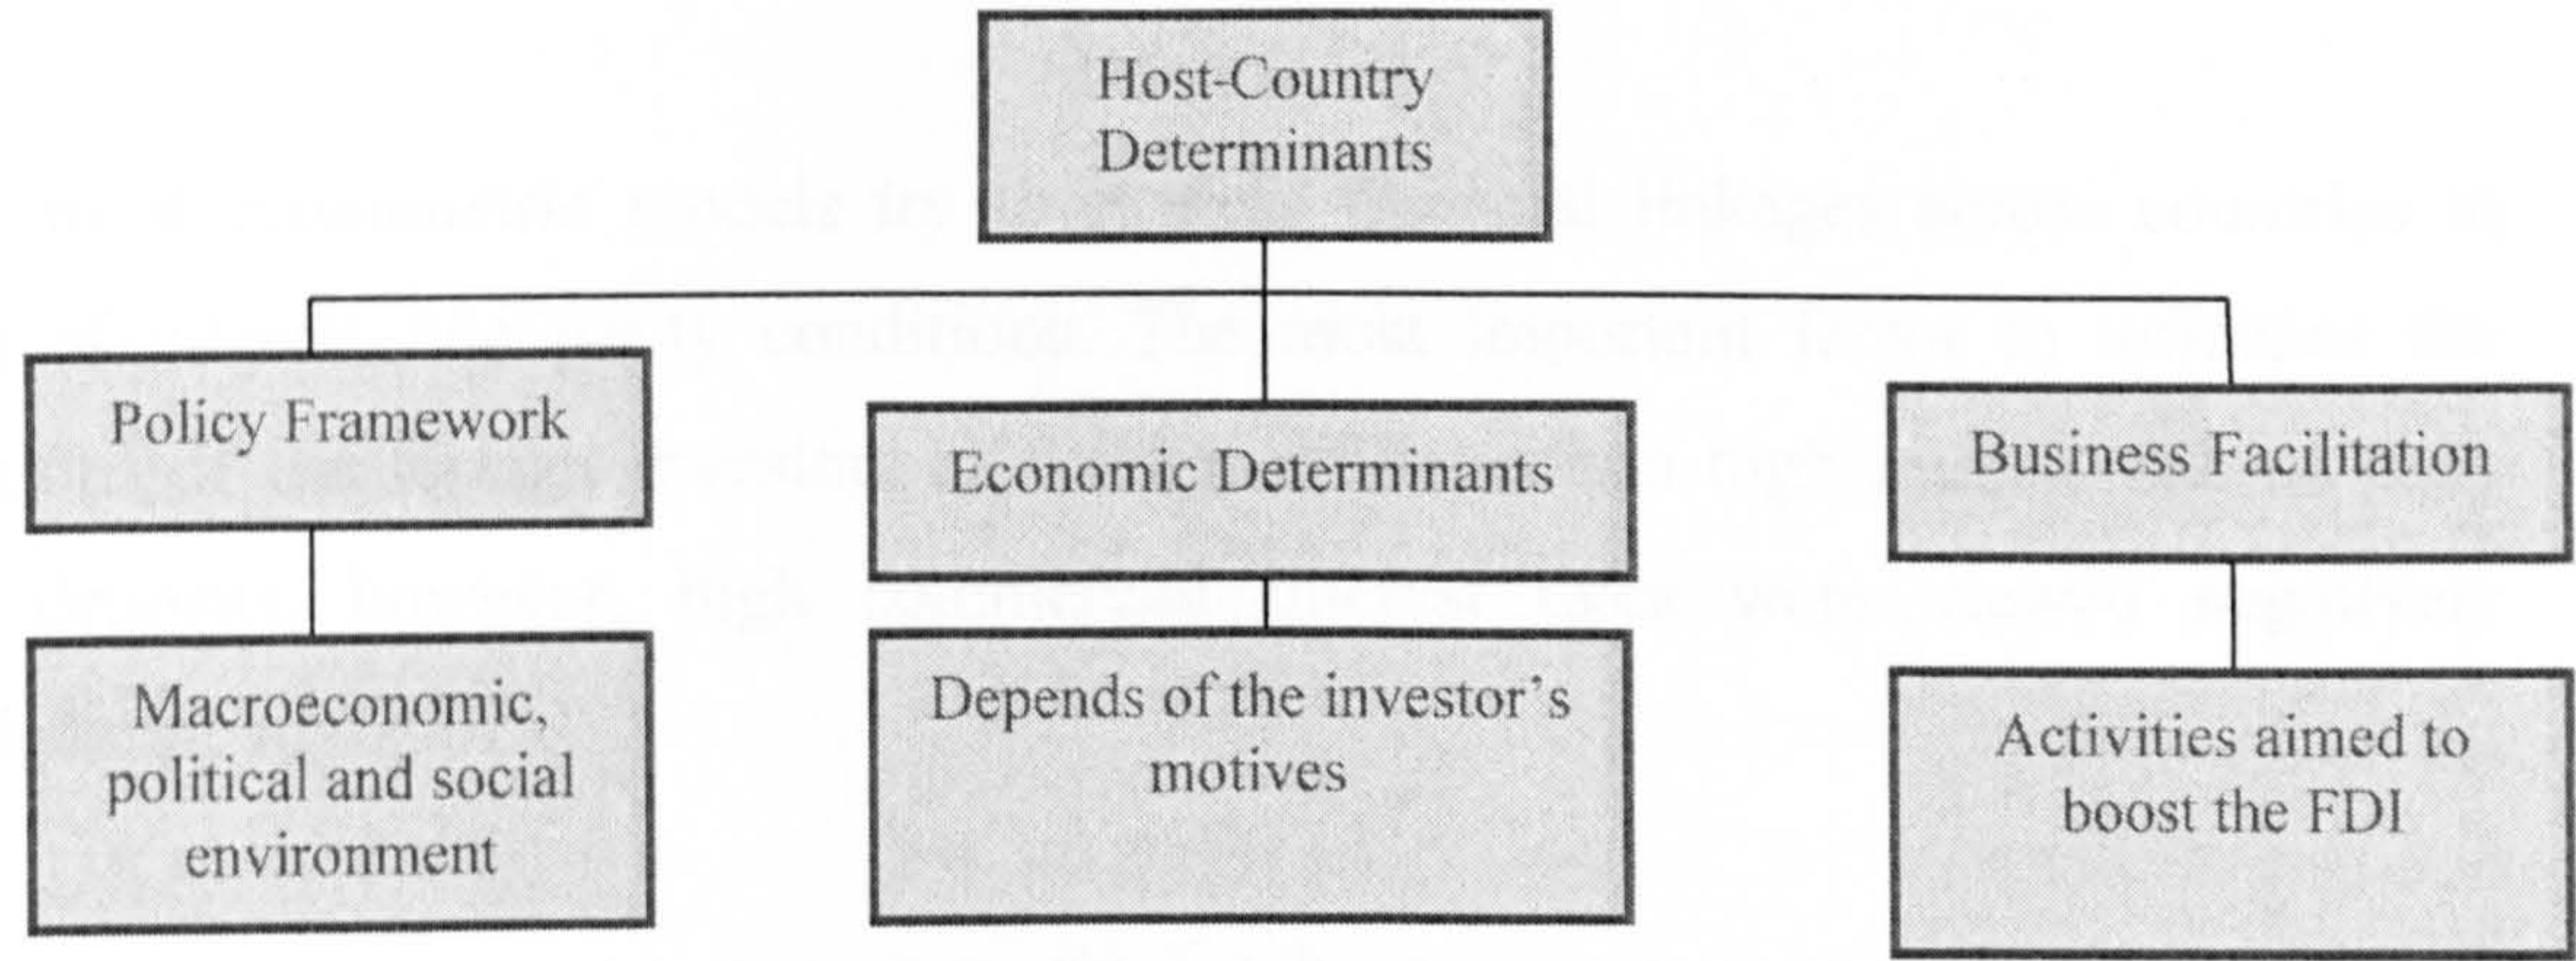 Host-Country
Determinants
Policy Framework
Economic Determinants
Business Facilitation
Macroeconomic,
political and social
environment
Depends of the investor's
motives
Activities aimed to
boost the FDI